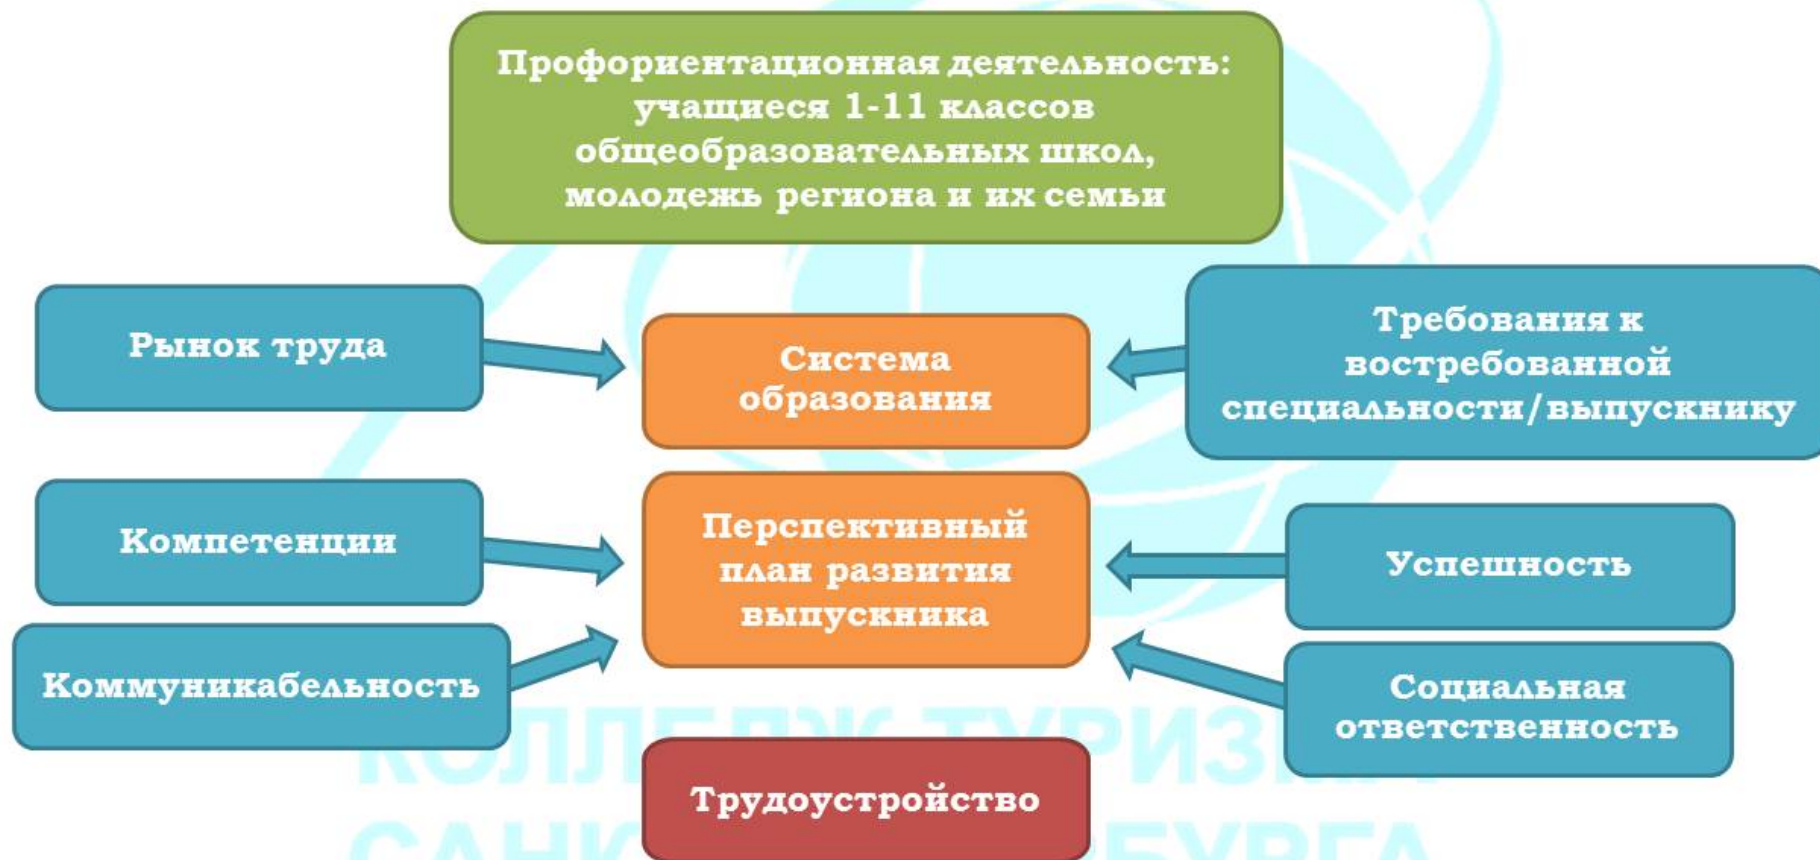 Профориентационная деятельность:
учащиеся 1-11 классов
общеобразовательных школ,
молодежь региона и их семьи
Рынок труда
Система
образования
Требования к
востребованной
специальности/выпускнику
Компетенции
Перспективный
план развития
выпускника
Успешность
Коммуникабельность
Социальная
ответственность
Трудоустройство